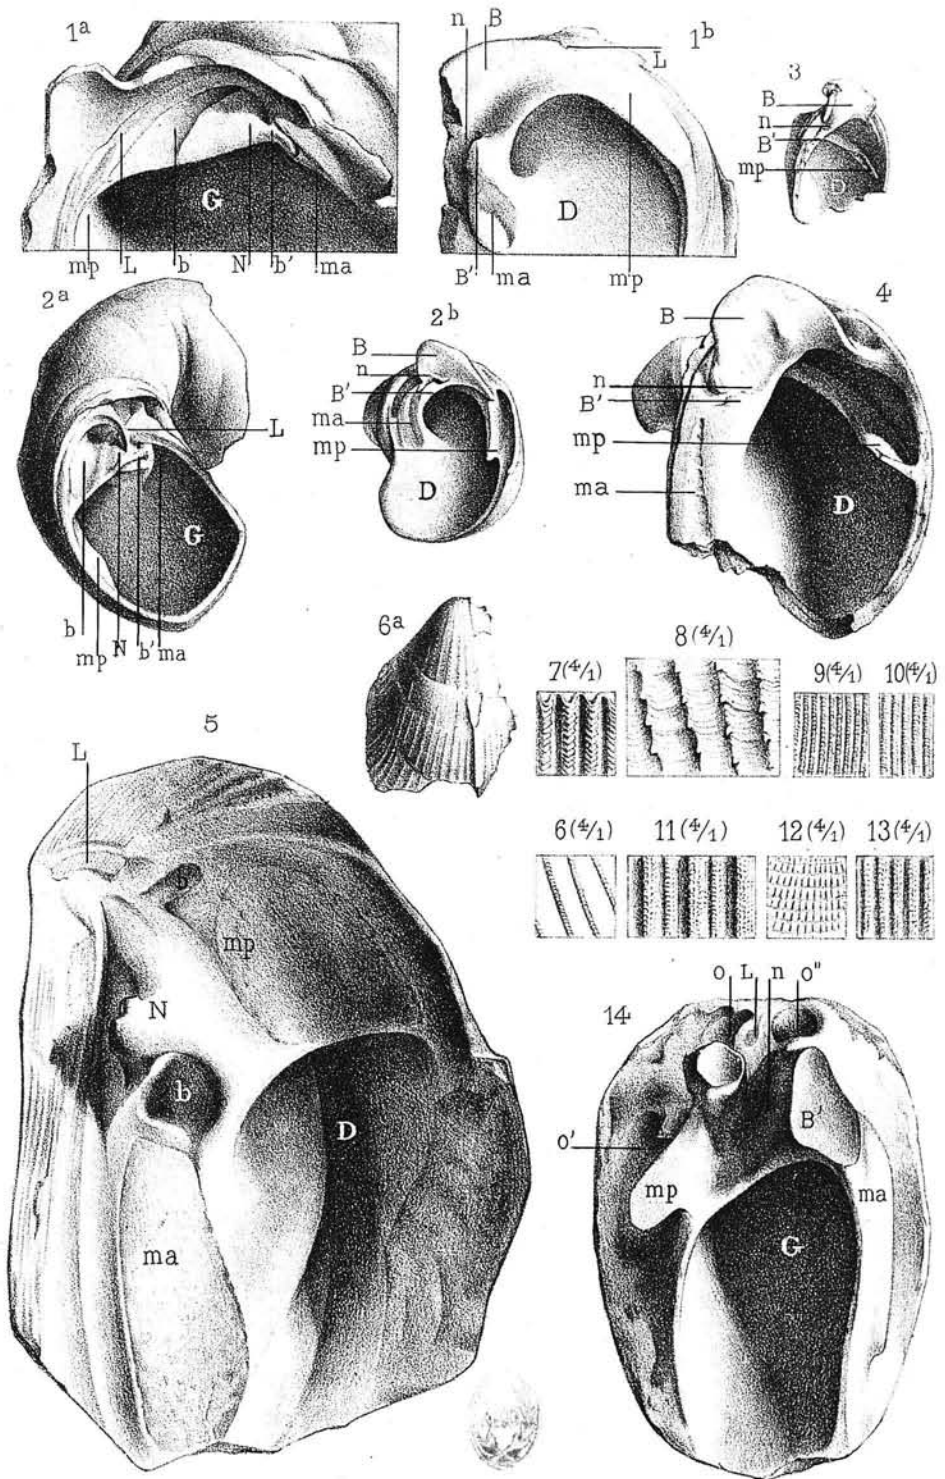 1a
G
mp L b N b' ma
n B 1b
L
D
B' ma mp
3
B
n
B'
mp
D
2a
L
G
b mp N b' ma
2b
B
n
B'
ma
mp
D
4
B
n
B'
mp
ma
D
6a
7(4/1)
8(4/1)
9(4/1)
10(4/1)
6(4/1)
11(4/1)
12(4/1)
13(4/1)
5
L
b'
mp
N
b
D
ma
14
o L n o"
B'
o'
mp
ma
G